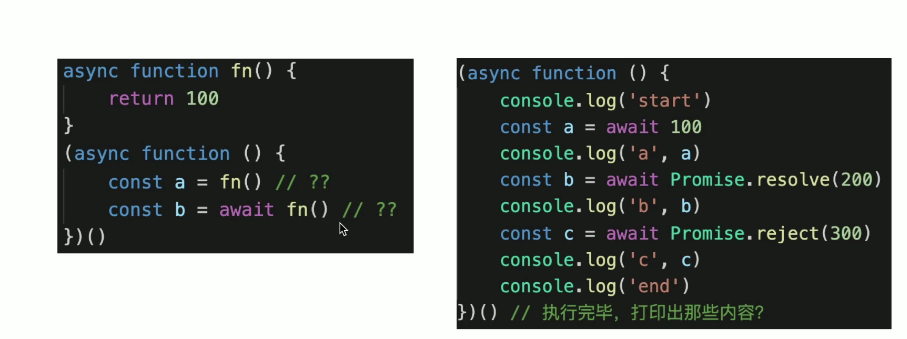 async function fn() {
    return 100
}
(async function () {
    const a = fn() // ??
    const b = await fn() // ??
})()
(async function () {
    console.log('start')
    const a = await 100
    console.log('a', a)
    const b = await Promise.resolve(200)
    console.log('b', b)
    const c = await Promise.reject(300)
    console.log('c', c)
    console.log('end')
})() // 执行完毕，打印出那些内容？